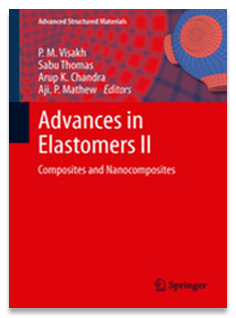 Advanced Structured Materials
P. M. Visakh
Sabu Thomas
Arup K. Chandra
Aji. P. Mathew Editors
Advances in
Elastomers II
Composites and Nanocomposites
Springer